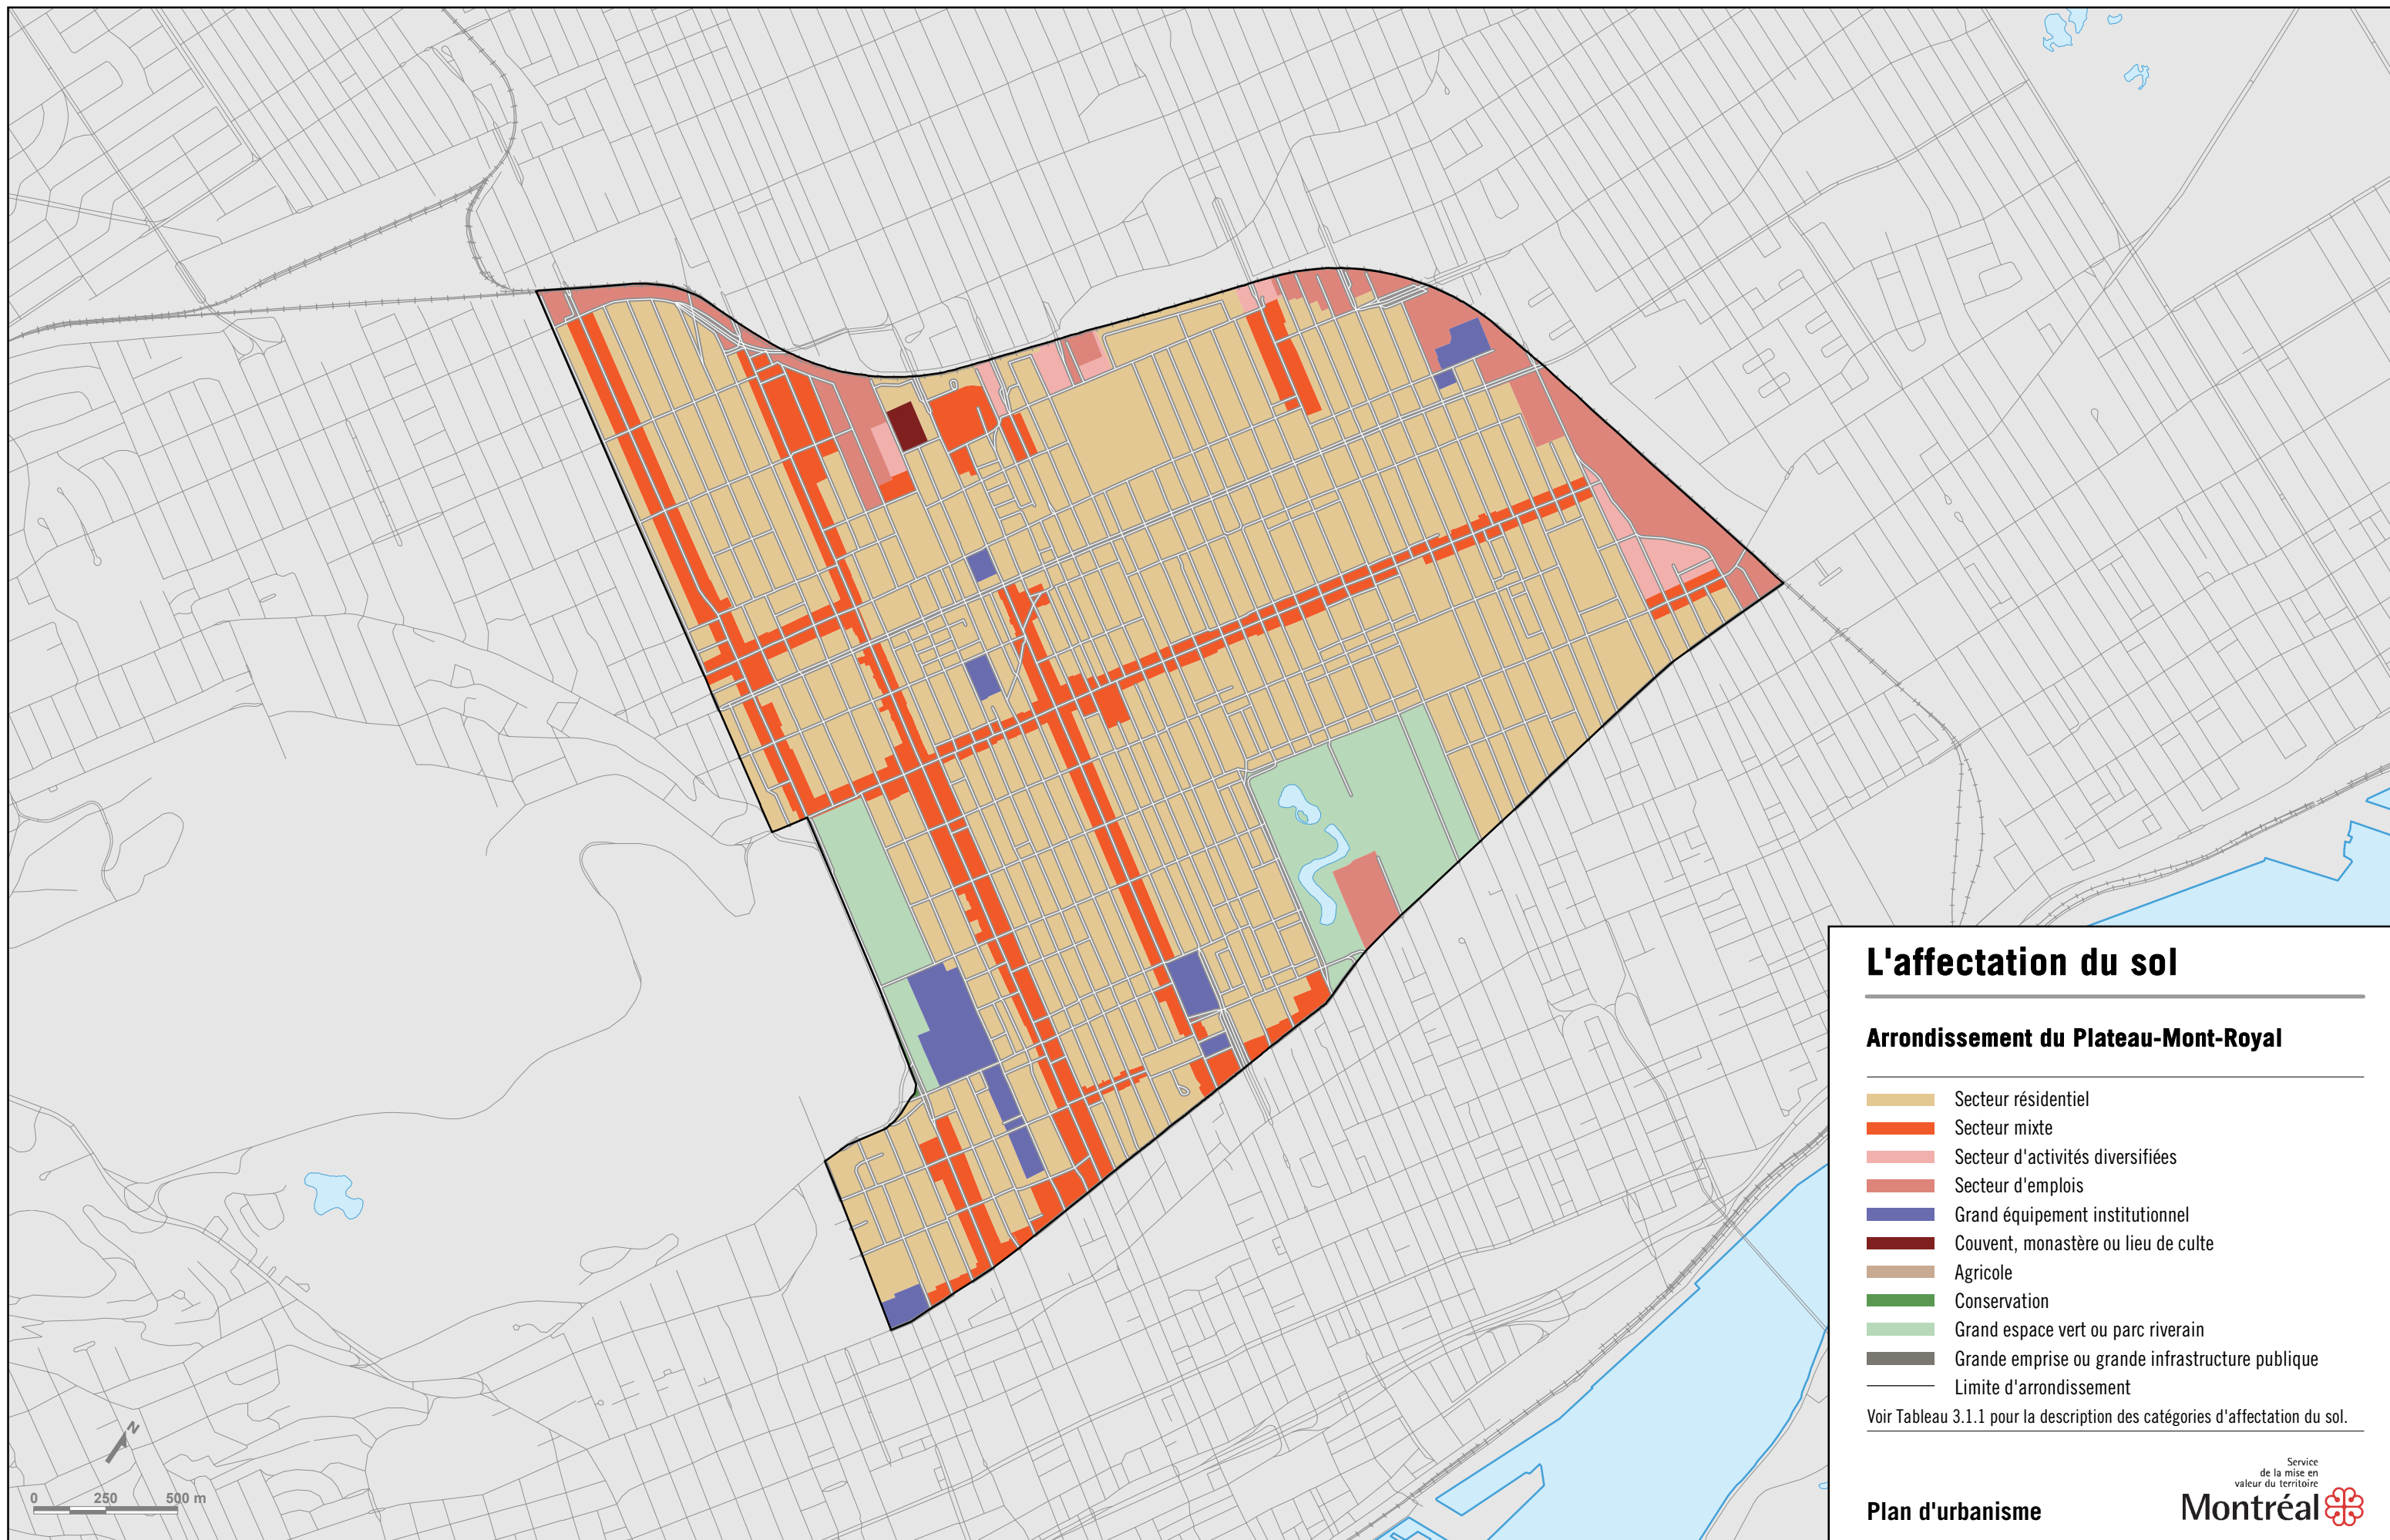 L'affectation du sol
Arrondissement du Plateau-Mont-Royal
Secteur résidentiel
Secteur mixte
Secteur d'activités diversifiées
Secteur d'emplois
Grand équipement institutionnel
Couvent, monastère ou lieu de culte
Agricole
Conservation
Grand espace vert ou parc riverain
Grande emprise ou grande infrastructure publique
Limite d'arrondissement
Voir Tableau 3.1.1 pour la description des catégories d'affectation du sol.
N
0 250 500 m
Plan d'urbanisme
Service
de la mise en
valeur du territoire
Montréal